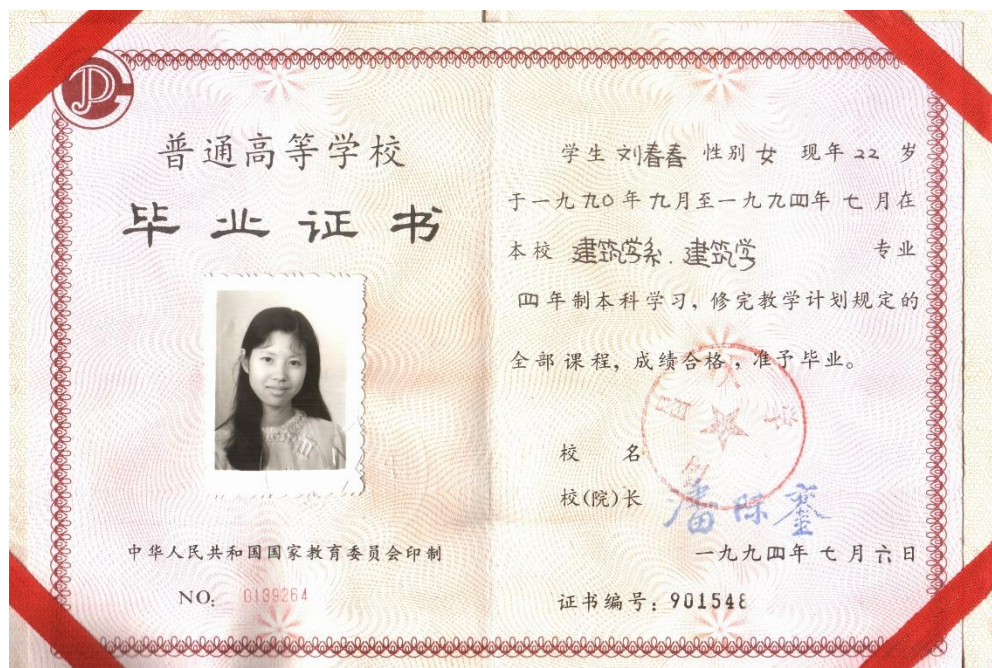 普通高等学校
毕业证书
中华人民共和国国家教育委员会印制
NO: 0139264
学生 刘春春 性别 女 现年 22 岁
于一九九〇年九月至一九九四年七月在
本校 建筑学系.建筑学 专业
四年制本科学习,修完教学计划规定的
全部课程,成绩合格,准予毕业。
校 名
校(院)长 潘际銮
一九九四年七月六日
证书编号:901548